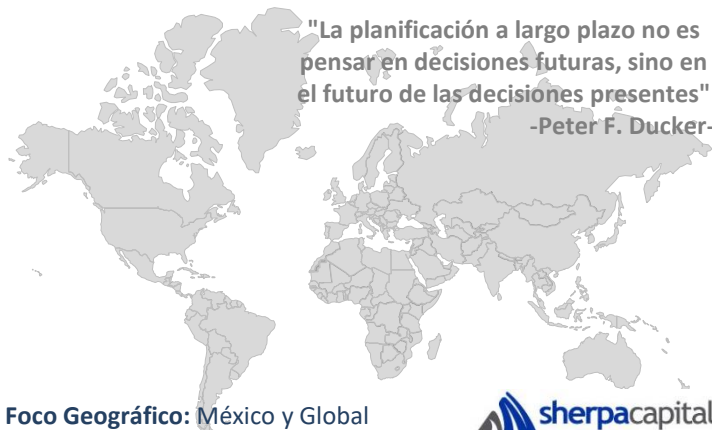 "La planificación a largo plazo no es
pensar en decisiones futuras, sino en
el futuro de las decisiones presentes"
-Peter F. Ducker-
Foco Geográfico: México y Global
sherpacapital